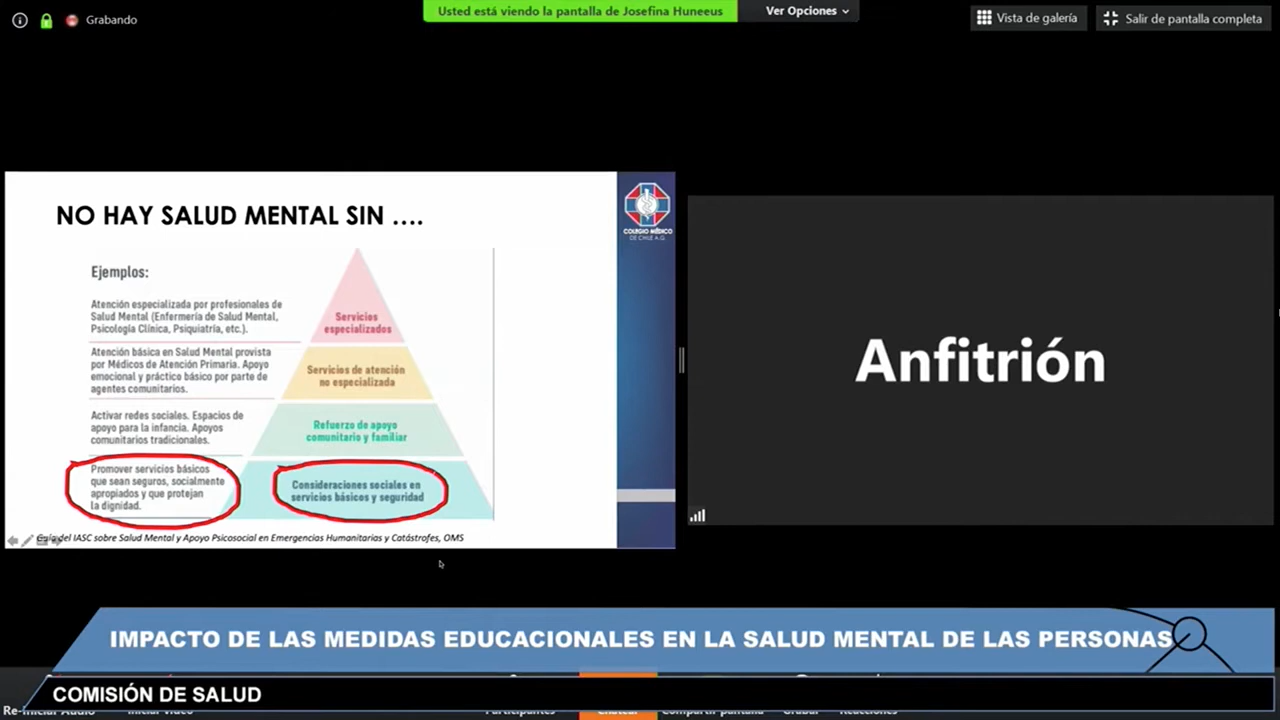 Grabando
Usted está viendo la pantalla de Josefina Huneeus
Ver Opciones
Vista de galería
Salir de pantalla completa
NO HAY SALUD MENTAL SIN ....
COLEGIO MÉDICO
DE CHILE A.G.
Ejemplos:
Atención especializada por profesionales de
Salud Mental (Enfermería de Salud Mental,
Psicología Clínica, Psiquiatría, etc.).
Servicios
especializados
Atención básica en Salud Mental provista
por Médicos de Atención Primaria. Apoyo
emocional y práctico básico por parte de
agentes comunitarios.
Servicios de atención
no especializada
Activar redes sociales. Espacios de
apoyo para la infancia. Apoyos
comunitarios tradicionales.
Refuerzo de apoyo
comunitario y familiar
Promover servicios básicos
que sean seguros, socialmente
apropiados y que protejan
la dignidad.
Consideraciones sociales en
servicios básicos y seguridad
Guía del IASC sobre Salud Mental y Apoyo Psicosocial en Emergencias Humanitarias y Catástrofes, OMS
Anfitrión
IMPACTO DE LAS MEDIDAS EDUCACIONALES EN LA SALUD MENTAL DE LAS PERSONAS
COMISIÓN DE SALUD